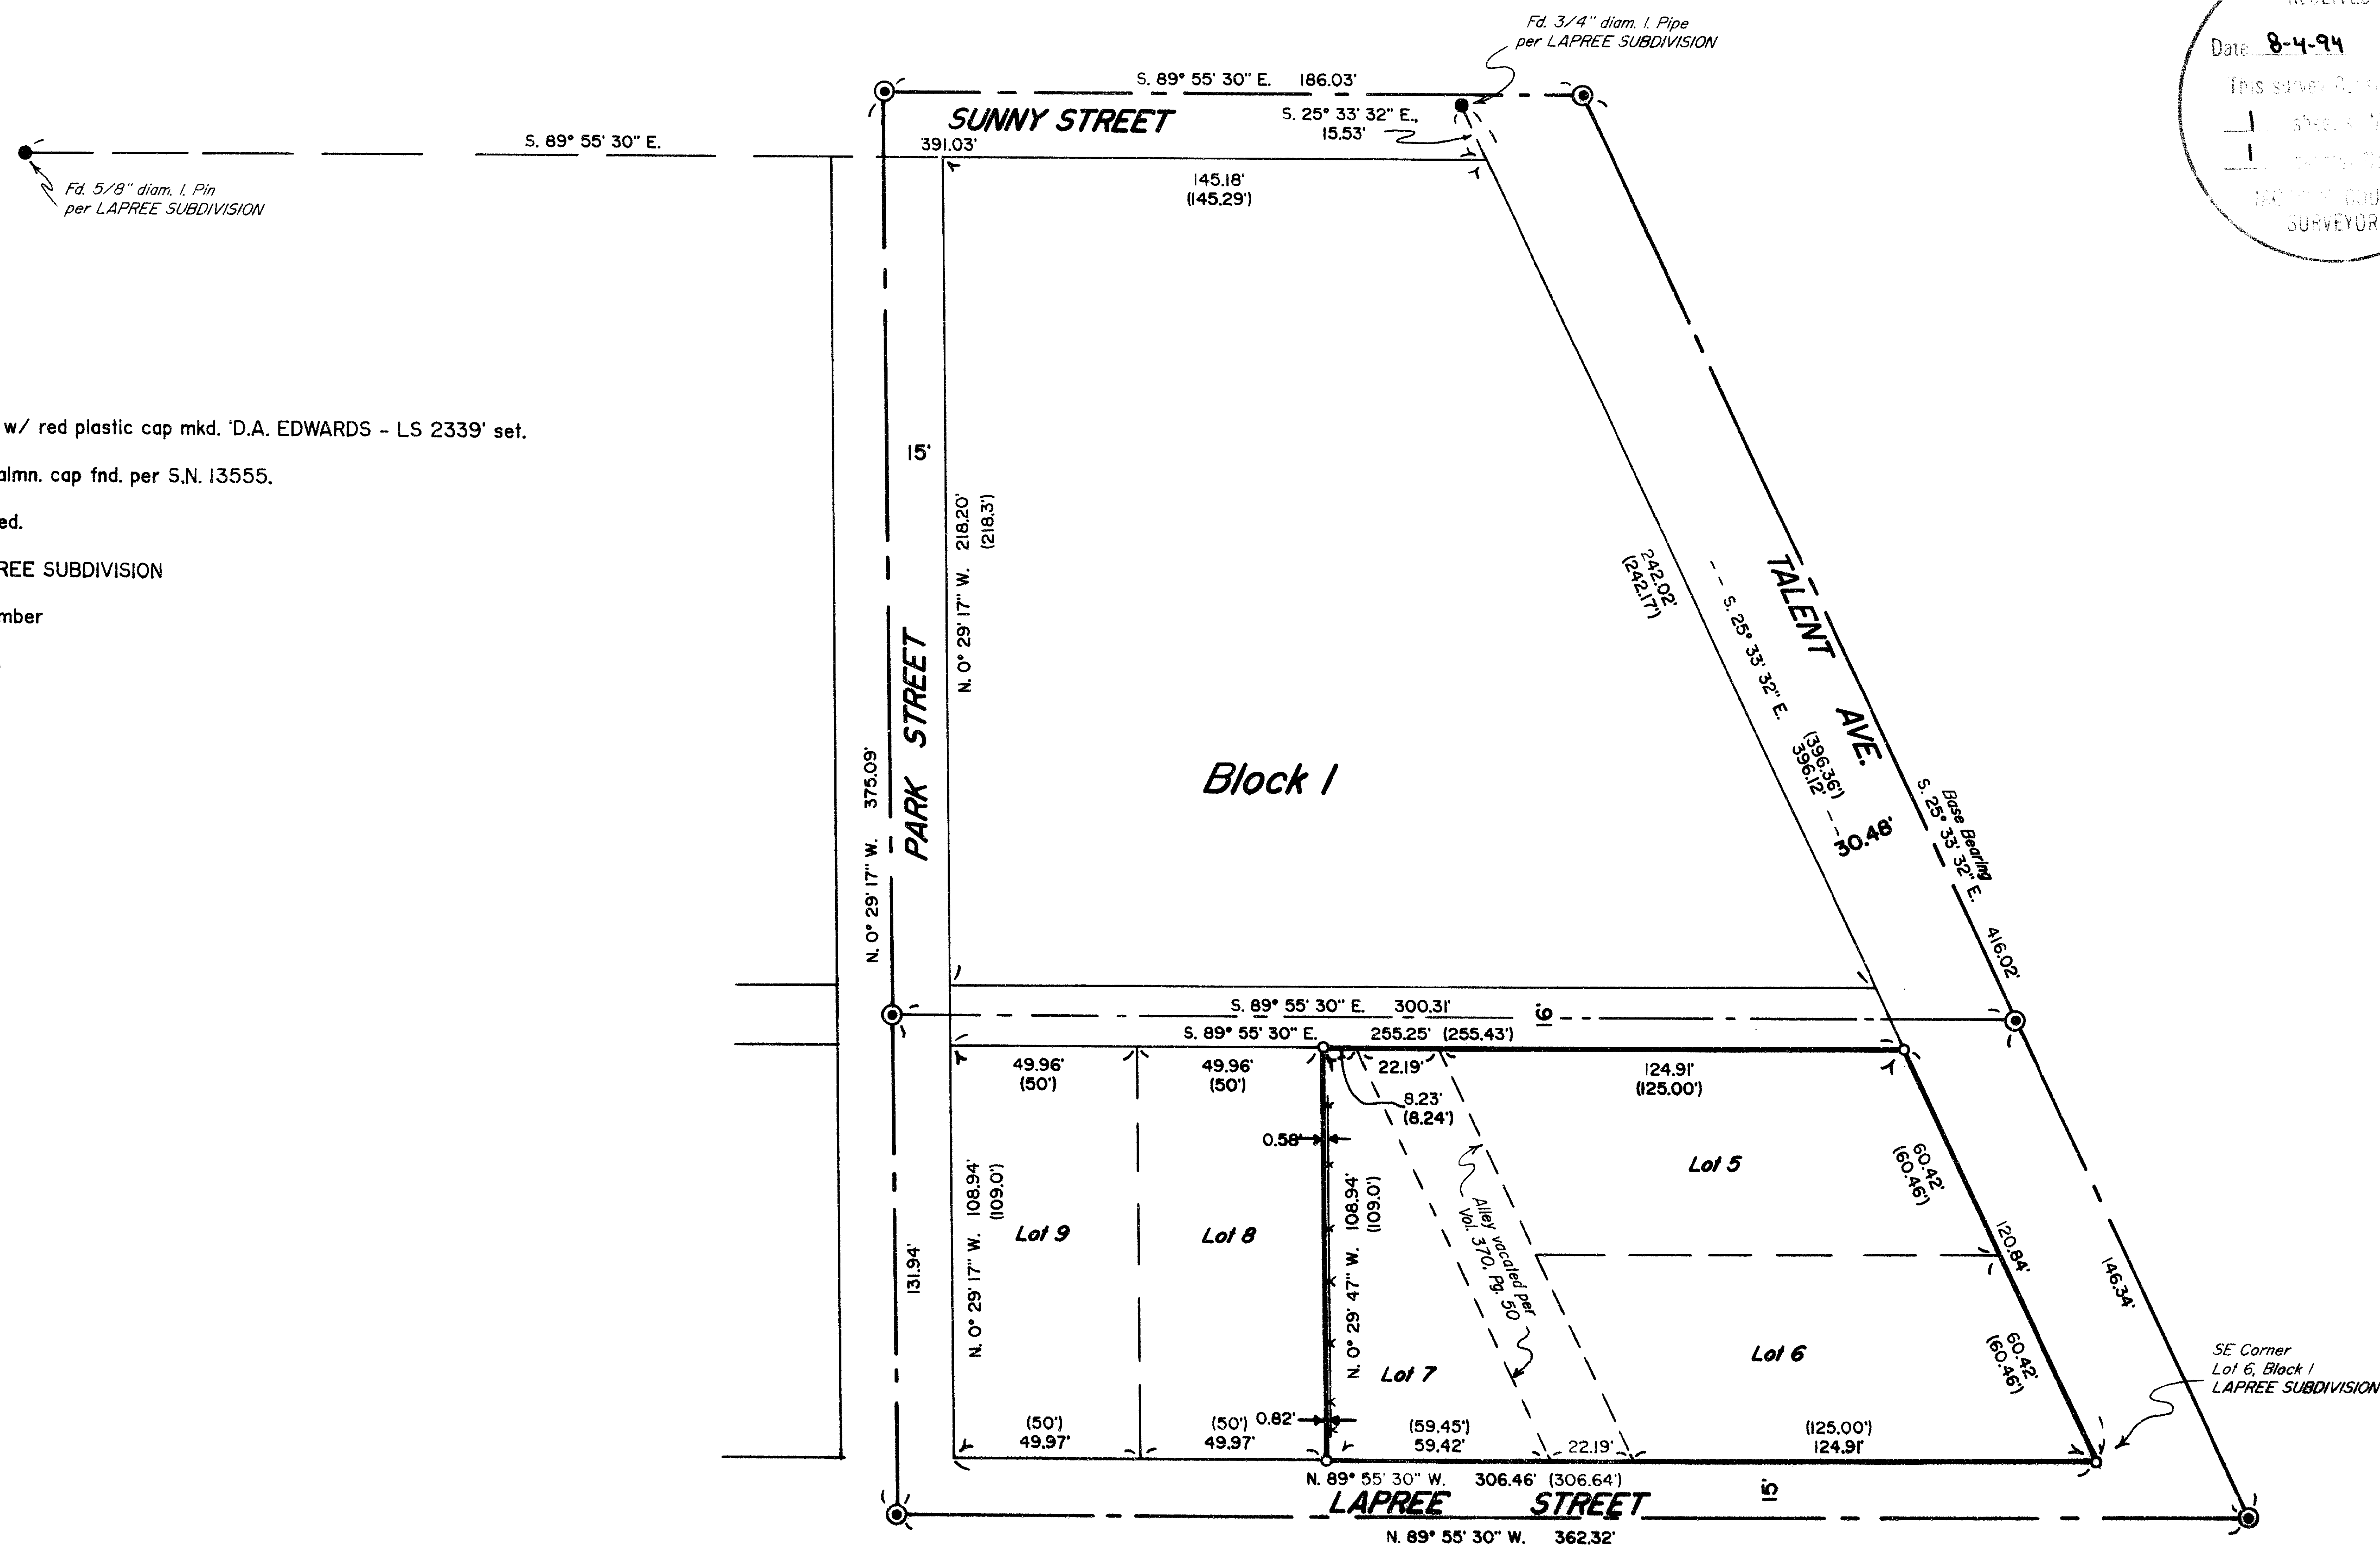 Fd. 3/4" diam. I. Pipe
per LAPREE SUBDIVISION
Date 8-4-94
This survey
SURVEYOR
S. 89° 55' 30" E. 186.03'
SUNNY STREET
S. 25° 33' 32" E.,
15.53'
S. 89° 55' 30" E.
391.03'
Fd. 5/8" diam. I. Pin
per LAPREE SUBDIVISION
145.18'
(145.29')
w/ red plastic cap mkd. 'D.A. EDWARDS - LS 2339' set.
almn. cap fnd. per S.N. 13555.
ed.
REE SUBDIVISION
mber
15'
N. 0° 29' 17" W. 218.20'
(218.3')
PARK STREET
N. 0° 29' 17" W. 375.09'
242.02'
(242.17')
S. 25° 33' 32" E.
(396.36')
396.12'
TALENT AVE.
30.48'
Base Bearing
S. 25° 33' 32" E.
416.02'
Block 1
S. 89° 55' 30" E. 300.31'
16'
S. 89° 55' 30" E. 255.25' (255.43')
49.96'
(50')
49.96'
(50')
22.19'
124.91'
(125.00')
8.23'
(8.24')
0.58'
Lot 5
60.42'
(60.46')
N. 0° 29' 17" W. 108.94'
(109.0')
Lot 9
Lot 8
N. 0° 29' 47" W. 108.94'
(109.0')
Alley vacated per
Vol. 370, Pg. 50
131.94'
120.84'
146.34'
Lot 7
Lot 6
60.42'
(60.46')
SE Corner
Lot 6, Block 1
LAPREE SUBDIVISION
(50')
49.97'
(50')
49.97'
0.82'
(59.45')
59.42'
22.19'
(125.00')
124.91'
N. 89° 55' 30" W. 306.46' (306.64')
15'
LAPREE STREET
N. 89° 55' 30" W. 362.32'